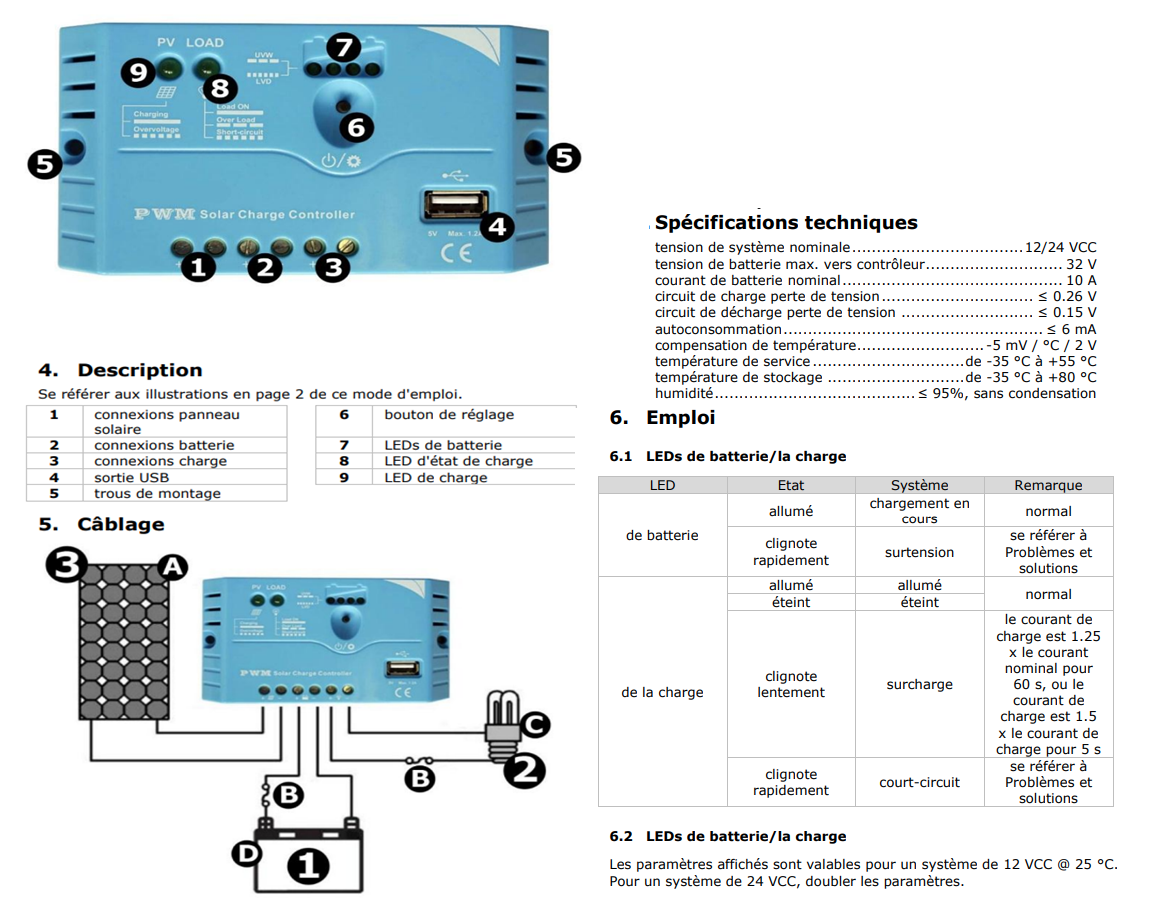 PV LOAD
7
UVW
LVD
9
8
Load ON
Charging
Over Load
Overvoltage
Short-circuit
6
5
5
PWM Solar Charge Controller
4
5V Max. 1.2A
CE
1
2
3
4. Description
Se référer aux illustrations en page 2 de ce mode d'emploi.
1 connexions panneau
solaire
2 connexions batterie
3 connexions charge
4 sortie USB
5 trous de montage
6 bouton de réglage
7 LEDs de batterie
8 LED d'état de charge
9 LED de charge
5. Câblage
3
A
PV LOAD
PWM Solar Charge Controller
CE
C
2
B
B
D
1
Spécifications techniques
tension de système nominale.................................12/24 VCC
tension de batterie max. vers contrôleur.......................... 32 V
courant de batterie nominal.......................................... 10 A
circuit de charge perte de tension............................. ≤ 0.26 V
circuit de décharge perte de tension ......................... ≤ 0.15 V
autoconsommation.................................................. ≤ 6 mA
compensation de température........................-5 mV / °C / 2 V
température de service.............................de -35 °C à +55 °C
température de stockage ..........................de -35 °C à +80 °C
humidité.......................................≤ 95%, sans condensation
6. Emploi
6.1 LEDs de batterie/la charge
LED Etat Système Remarque
de batterie
allumé
chargement en
cours
normal
clignote
rapidement
surtension
se référer à
Problèmes et
solutions
de la charge
allumé allumé
éteint éteint
normal
clignote
lentement
surcharge
le courant de
charge est 1.25
x le courant
nominal pour
60 s, ou le
courant de
charge est 1.5
x le courant de
charge pour 5 s
clignote
rapidement
court-circuit
se référer à
Problèmes et
solutions
6.2 LEDs de batterie/la charge
Les paramètres affichés sont valables pour un système de 12 VCC @ 25 °C.
Pour un système de 24 VCC, doubler les paramètres.